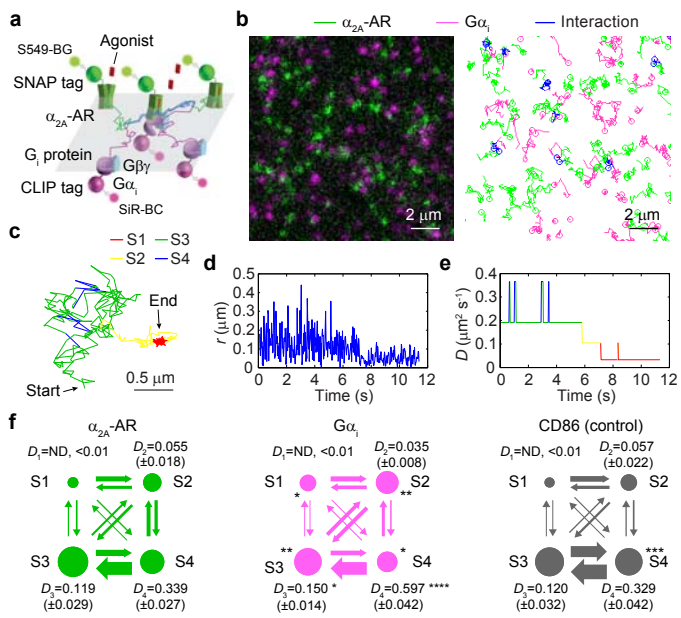 a
S549-BG
Agonist
SNAP tag
α2A-AR
Gi protein
Gβγ
CLIP tag
Gαi
SiR-BC
b
α2A-AR
Gαi
Interaction
2 μm
2 μm
c
S1
S3
S2
S4
End
Start
0.5 μm
d
r (μm)
0.5
0.4
0.3
0.2
0.1
0
0 2 4 6 8 10 12
Time (s)
e
D (μm² s⁻¹)
0.4
0.3
0.2
0.1
0
0 2 4 6 8 10 12
Time (s)
f
α2A-AR
D1=ND, <0.01
D2=0.055
(±0.018)
S1
S2
S3
S4
D3=0.119
(±0.029)
D4=0.339
(±0.027)
Gαi
D1=ND, <0.01
D2=0.035
(±0.008)
S1
S2
*
**
**
*
S3
S4
D3=0.150 *
(±0.014)
D4=0.597 ****
(±0.042)
CD86 (control)
D1=ND, <0.01
D2=0.057
(±0.022)
S1
S2
***
S3
S4
D3=0.120
(±0.032)
D4=0.329
(±0.042)